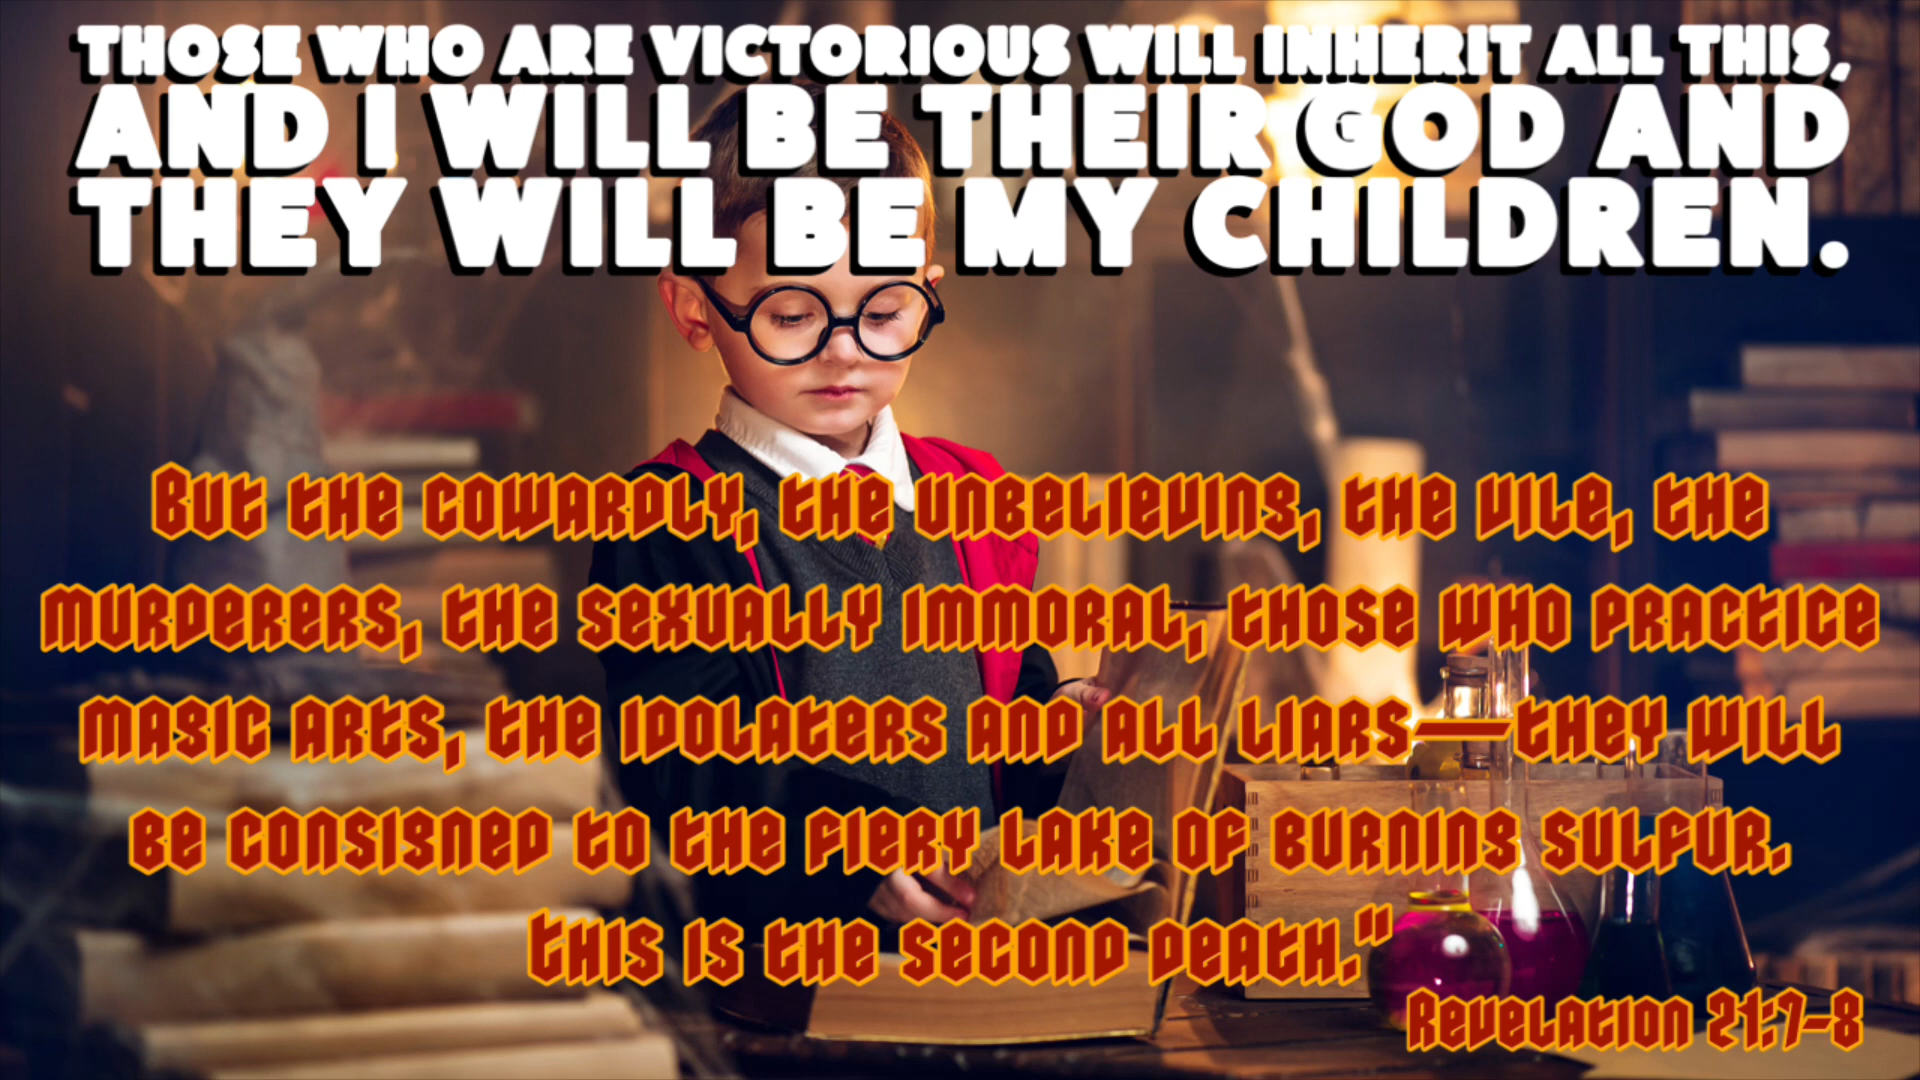 THOSE WHO ARE VICTORIOUS WILL INHERIT ALL THIS,
AND I WILL BE THEIR GOD AND
THEY WILL BE MY CHILDREN.
But the cowardly, the unbelieving, the vile, the
murderers, the sexually immoral, those who practice
magic arts, the idolaters and all liars—they will
be consigned to the fiery lake of burning sulfur.
this is the second death.”
Revelation 21:7-8